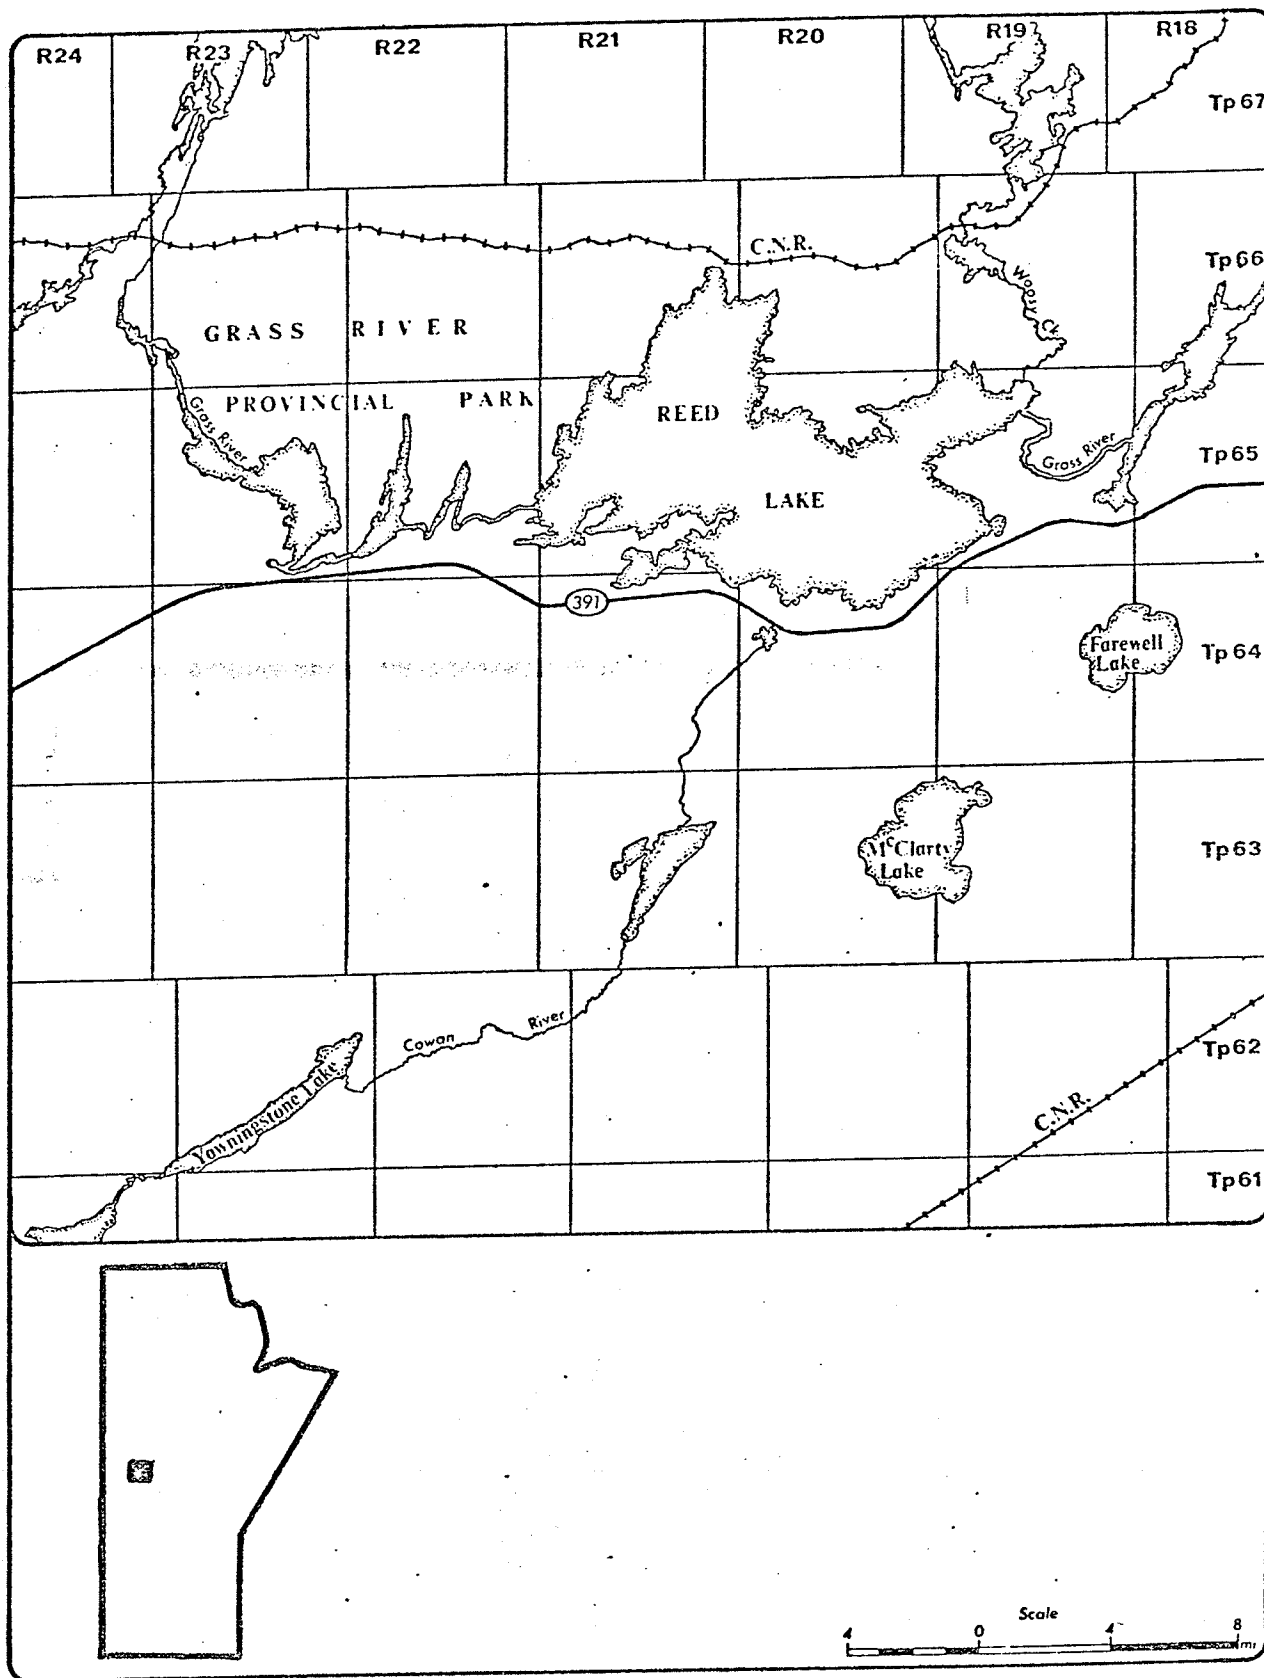 R24 R23 R22 R21 R20 R19 R18
Tp 67
C.N.R.
Tp 66
Woosy Ck
GRASS RIVER
PROVINCIAL PARK
REED
LAKE
Grass River
Grass River
Tp 65
391
Farewell
Lake
Tp 64
McClarty
Lake
Tp 63
Cowan River
Yawningstone Lake
Tp 62
C.N.R.
Tp 61
Scale
4 0 4 8
mi